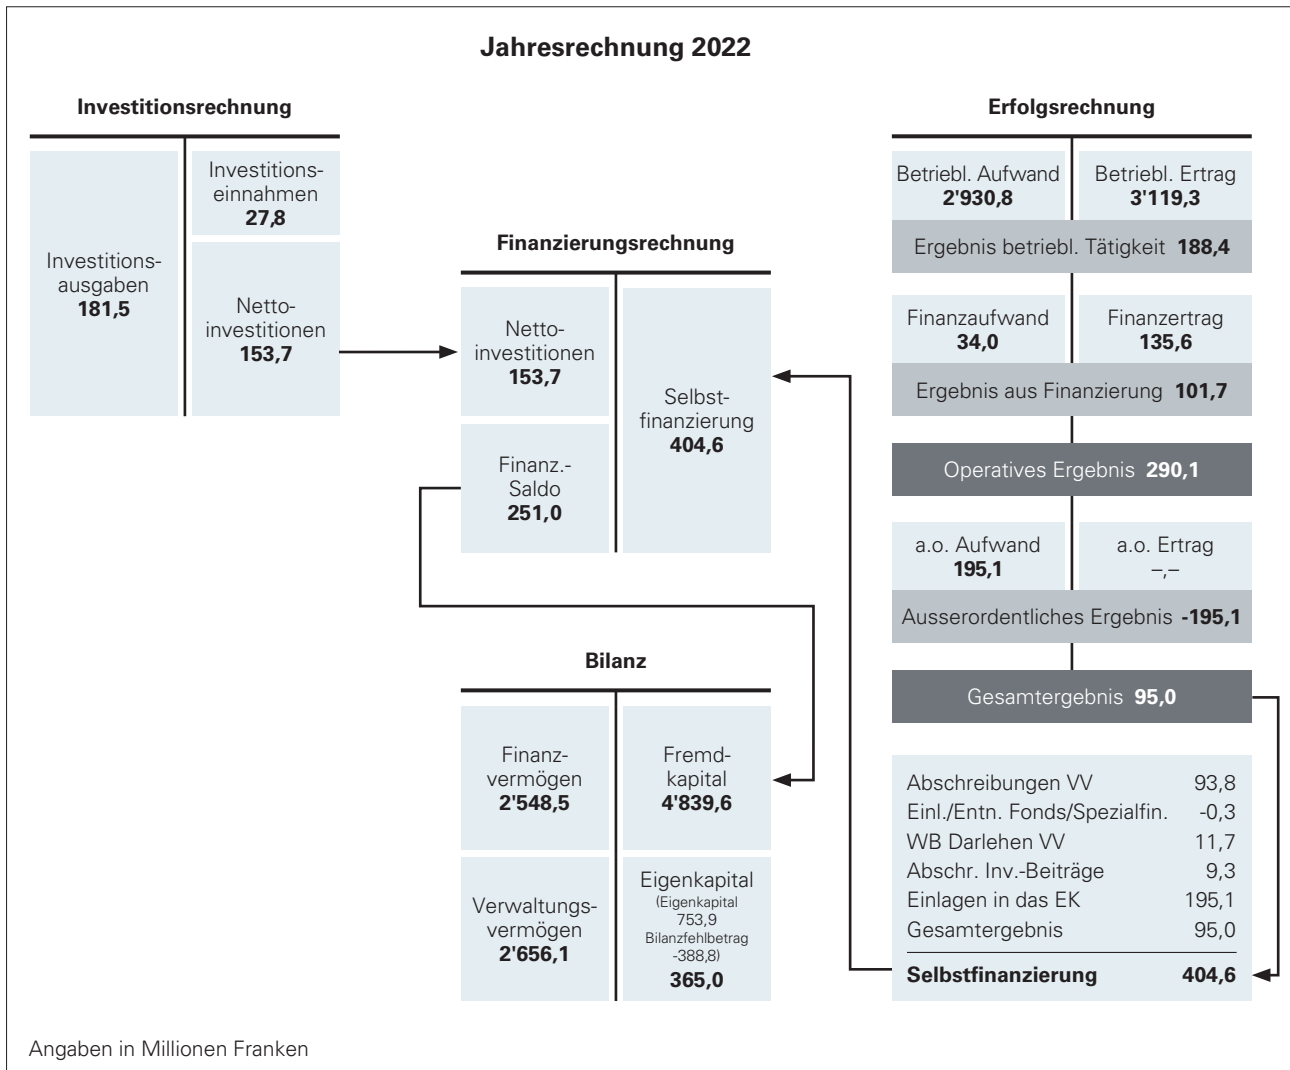 Jahresrechnung 2022
Investitionsrechnung
Investitions-
ausgaben
181,5
Investitions-
einnahmen
27,8
Netto-
investitionen
153,7
Finanzierungsrechnung
Netto-
investitionen
153,7
Finanz.-
Saldo
251,0
Selbst-
finanzierung
404,6
Bilanz
Finanz-
vermögen
2'548,5
Fremd-
kapital
4'839,6
Verwaltungs-
vermögen
2'656,1
Eigenkapital
(Eigenkapital
753,9
Bilanzfehlbetrag
-388,8)
365,0
Erfolgsrechnung
Betriebl. Aufwand
2'930,8
Betriebl. Ertrag
3'119,3
Ergebnis betriebl. Tätigkeit 188,4
Finanzaufwand
34,0
Finanzertrag
135,6
Ergebnis aus Finanzierung 101,7
Operatives Ergebnis 290,1
a.o. Aufwand
195,1
a.o. Ertrag
–,–
Ausserordentliches Ergebnis -195,1
Gesamtergebnis 95,0
Abschreibungen VV 93,8
Einl./Entn. Fonds/Spezialfin. -0,3
WB Darlehen VV 11,7
Abschr. Inv.-Beiträge 9,3
Einlagen in das EK 195,1
Gesamtergebnis 95,0
Selbstfinanzierung 404,6
Angaben in Millionen Franken